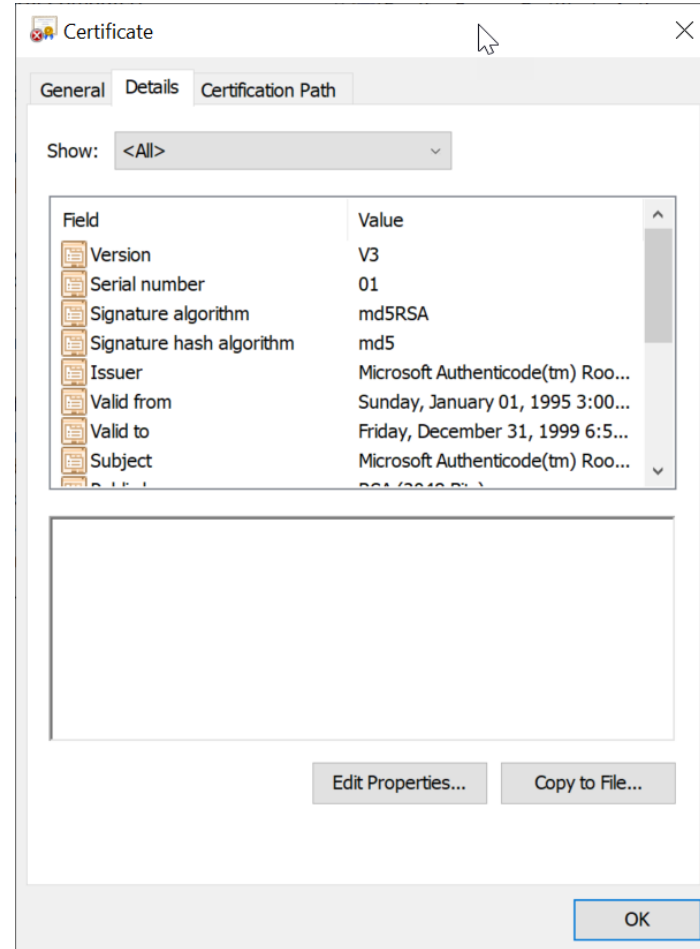 Certificate
General Details Certification Path
Show: <All>
Field Value
Version V3
Serial number 01
Signature algorithm md5RSA
Signature hash algorithm md5
Issuer Microsoft Authenticode(tm) Roo...
Valid from Sunday, January 01, 1995 3:00...
Valid to Friday, December 31, 1999 6:5...
Subject Microsoft Authenticode(tm) Roo...
Edit Properties... Copy to File...
OK